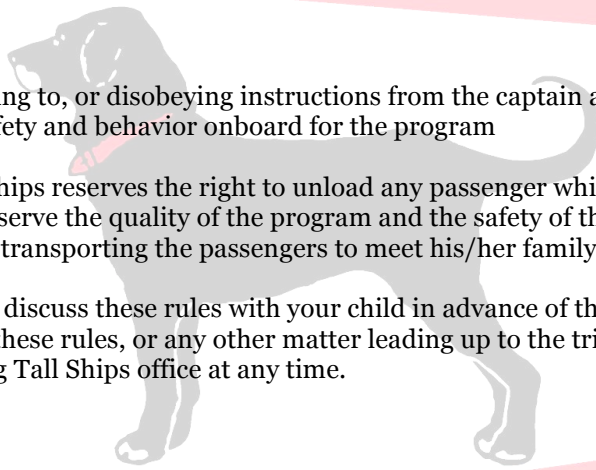 ng to, or disobeying instructions from the captain a
fety and behavior onboard for the program
hips reserves the right to unload any passenger whi
serve the quality of the program and the safety of th
transporting the passengers to meet his/her family
discuss these rules with your child in advance of th
these rules, or any other matter leading up to the tri
g Tall Ships office at any time.